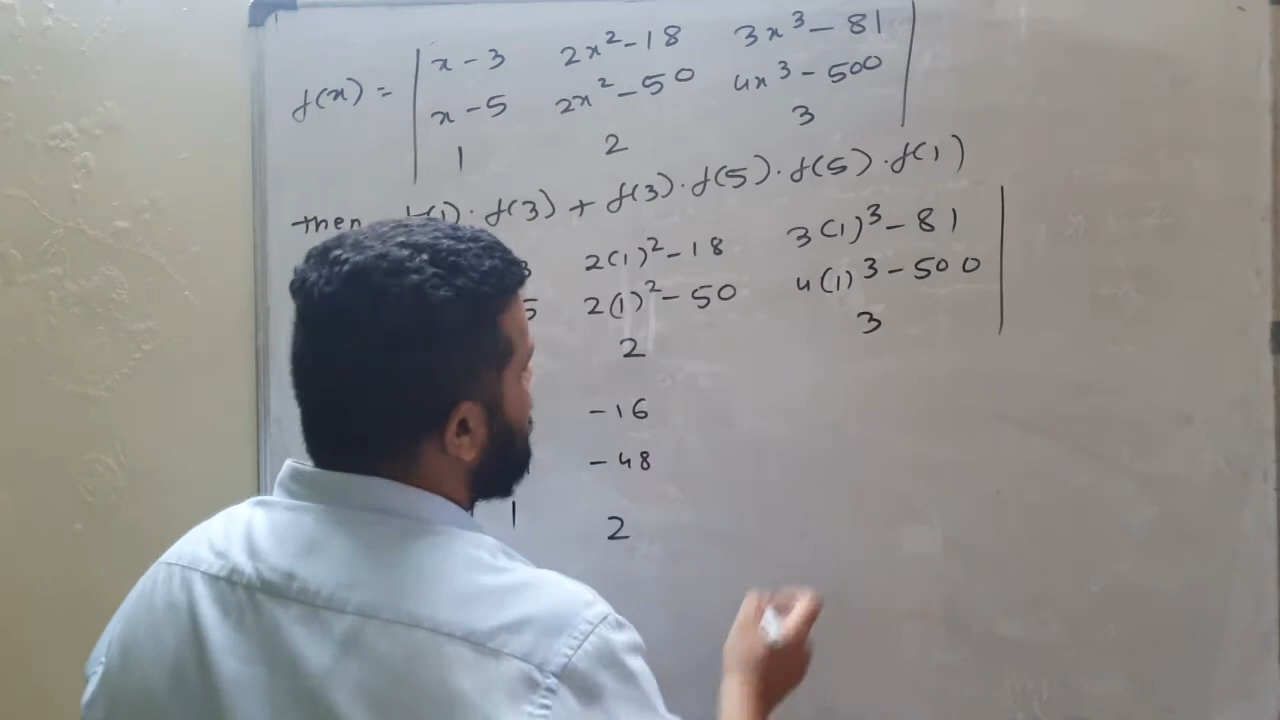 f(x) = | x-3 2x²-18 3x³-81 |
| x-5 2x²-50 4x³-500 |
| 1 2 3 |
then f(1)·f(3) + f(3)·f(5)·f(5)·f(1)
3 2(1)²-18 3(1)³-81 |
5 2(1)²-50 4(1)³-500 |
2 3 |
-16
-48
1 2